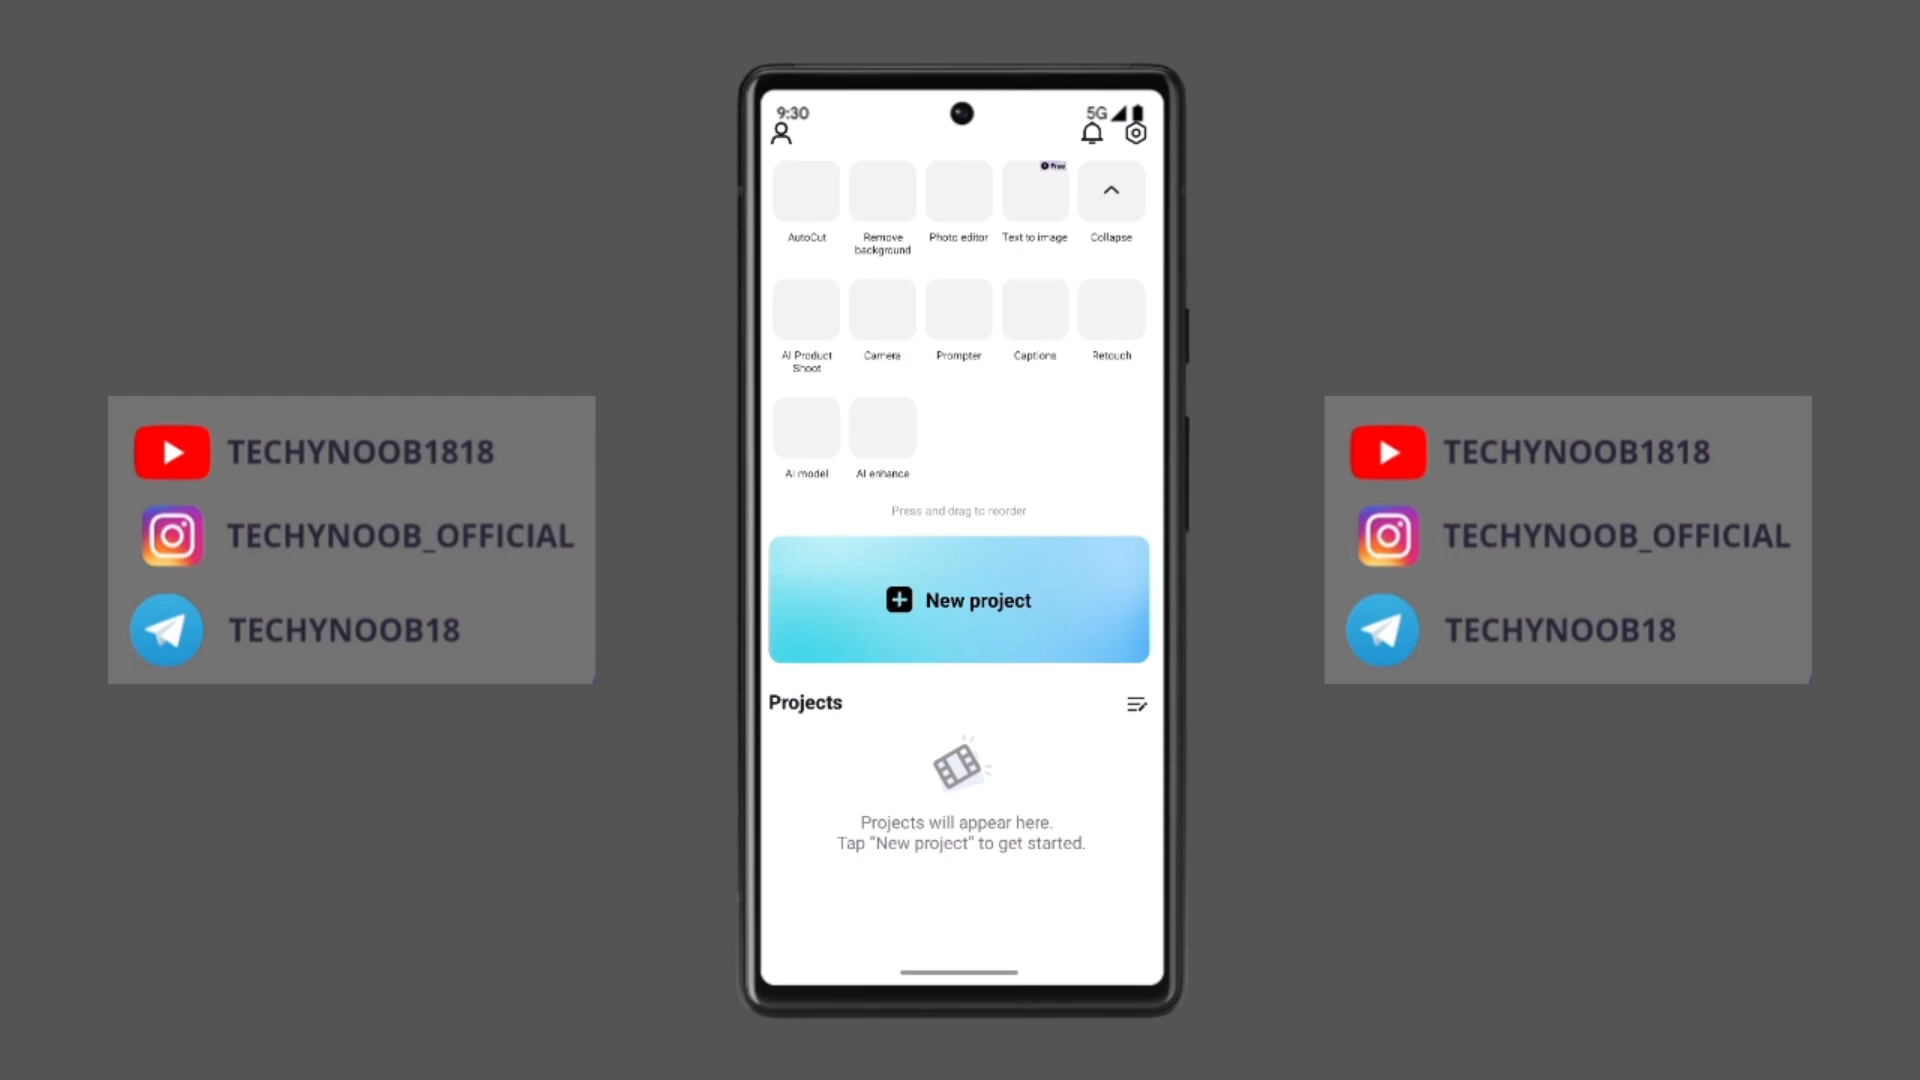 9:30
5G
Free
AutoCut
Remove
background
Photo editor
Text to image
Collapse
AI Product
Shoot
Camera
Prompter
Captions
Retouch
AI model
AI enhance
Press and drag to reorder
New project
Projects
Projects will appear here.
Tap “New project” to get started.
TECHYNOOB1818
TECHYNOOB_OFFICIAL
TECHYNOOB18
TECHYNOOB1818
TECHYNOOB_OFFICIAL
TECHYNOOB18